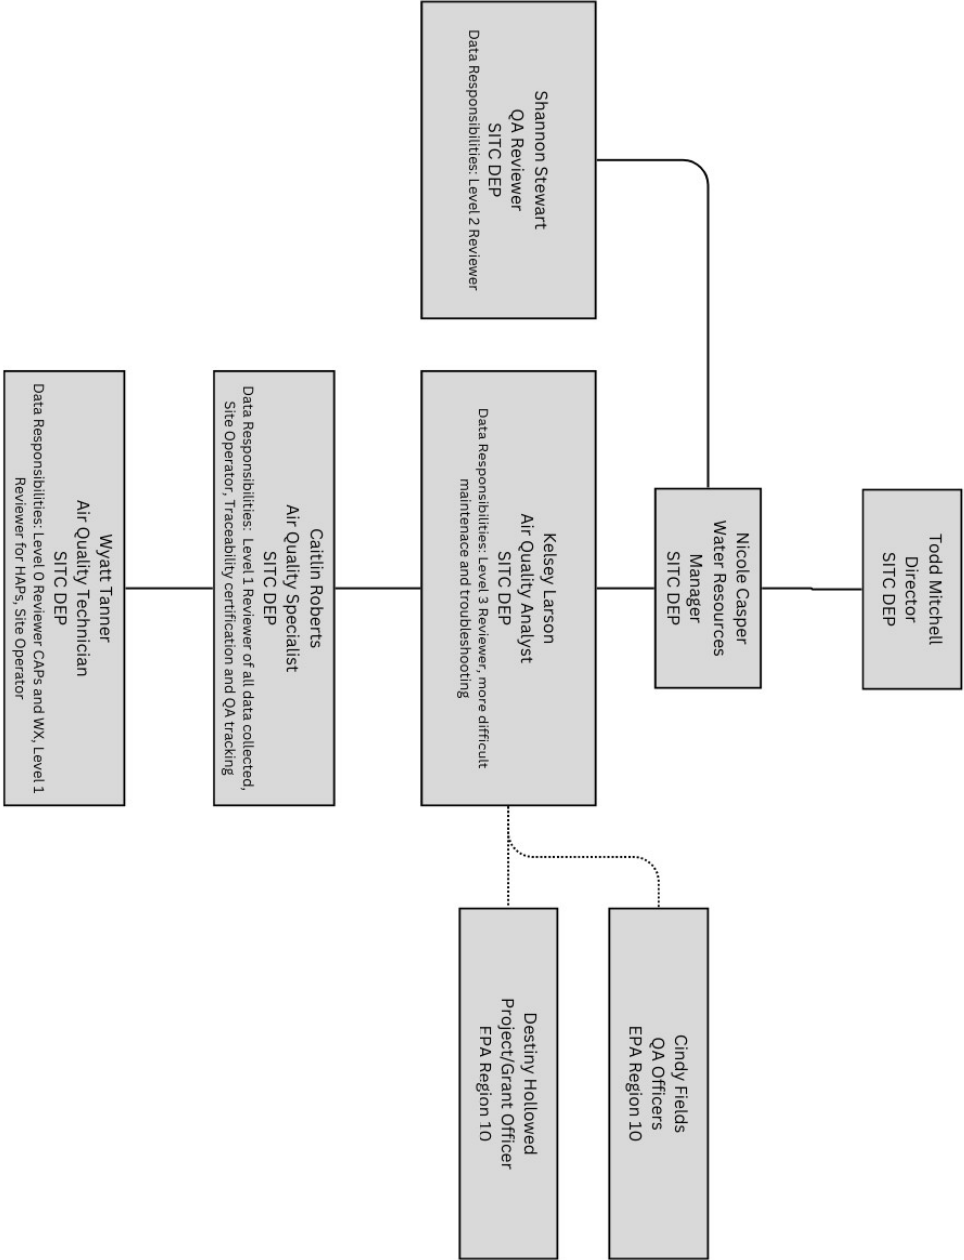 Todd Mitchell
Director
SITC DEP
Nicole Casper
Water Resources
Manager
SITC DEP
Shannon Stewart
QA Reviewer
SITC DEP
Data Responsibilities: Level 2 Reviewer
Kelsey Larson
Air Quality Analyst
SITC DEP
Data Responsibilities: Level 3 Reviewer, more difficult
maintenace and troubleshooting
Cindy Fields
QA Officers
EPA Region 10
Destiny Hollowed
Project/Grant Officer
EPA Region 10
Caitlin Roberts
Air Quality Specialist
SITC DEP
Data Responsibilities: Level 1 Reviewer of all data collected,
Site Operator, Traceability certification and QA tracking
Wyatt Tanner
Air Quality Technician
SITC DEP
Data Responsibilities: Level 0 Reviewer CAPs and WX, Level 1
Reviewer for HAPs, Site Operator